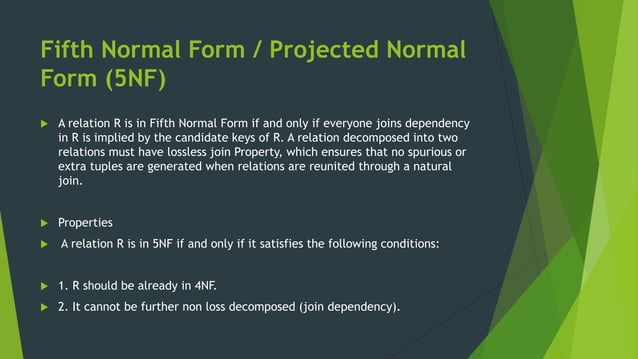 Fifth Normal Form / Projected Normal
Form (5NF)
A relation R is in Fifth Normal Form if and only if everyone joins dependency
in R is implied by the candidate keys of R. A relation decomposed into two
relations must have lossless join Property, which ensures that no spurious or
extra tuples are generated when relations are reunited through a natural
join.
Properties
A relation R is in 5NF if and only if it satisfies the following conditions:
1. R should be already in 4NF.
2. It cannot be further non loss decomposed (join dependency).